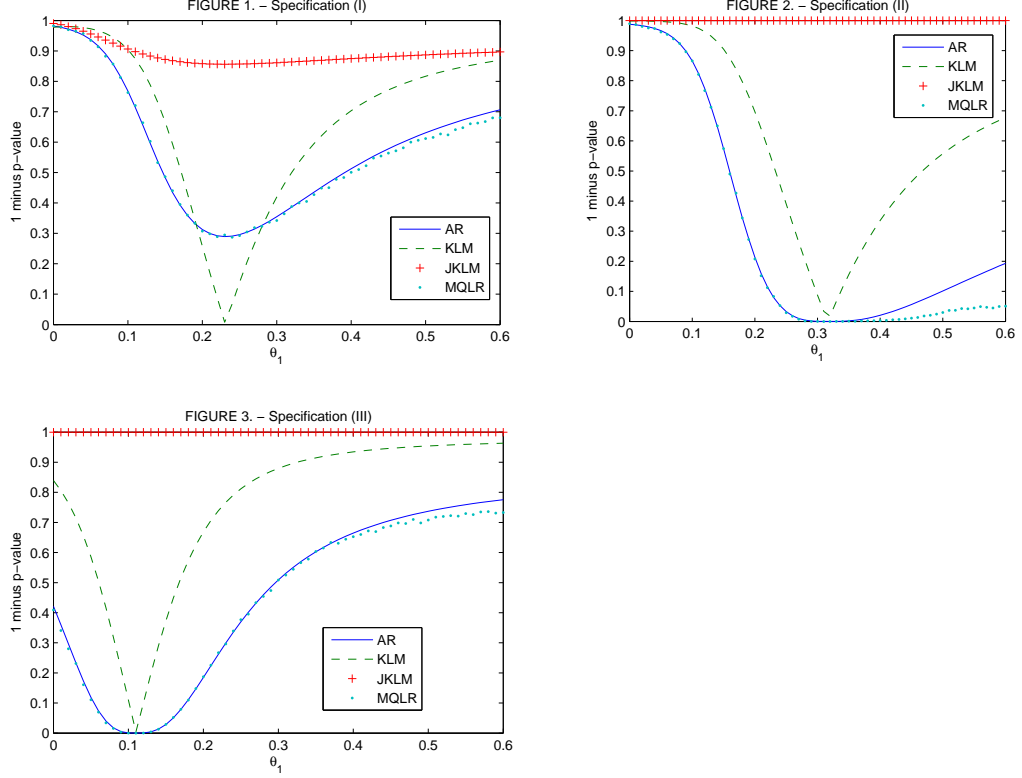 FIGURE 1. – Specification (I)
1
0.9
0.8
0.7
0.6
0.5
0.4
0.3
0.2
0.1
0
1 minus p-value
AR
KLM
JKLM
MQLR
0 0.1 0.2 0.3 0.4 0.5 0.6
θ1
FIGURE 2. – Specification (II)
1
0.9
0.8
0.7
0.6
0.5
0.4
0.3
0.2
0.1
0
1 minus p-value
AR
KLM
JKLM
MQLR
0 0.1 0.2 0.3 0.4 0.5 0.6
θ1
FIGURE 3. – Specification (III)
1
0.9
0.8
0.7
0.6
0.5
0.4
0.3
0.2
0.1
0
1 minus p-value
AR
KLM
JKLM
MQLR
0 0.1 0.2 0.3 0.4 0.5 0.6
θ1